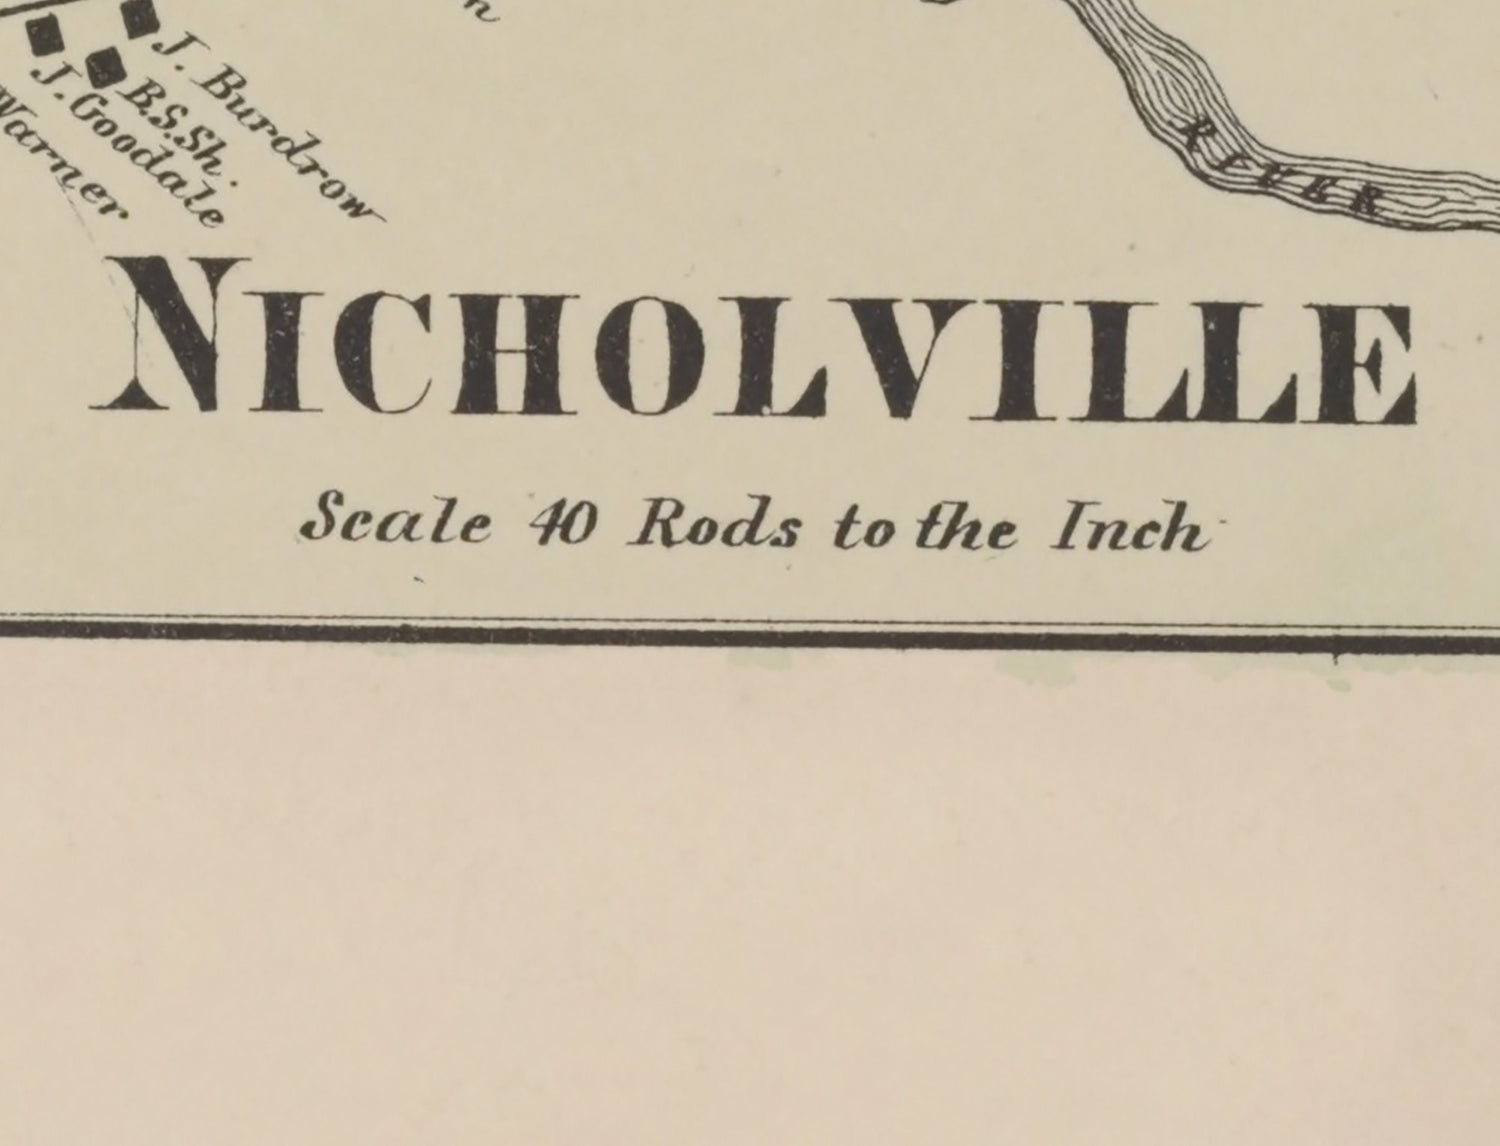 J. Burdrow
B.S.Sh.
J. Goodale
Warner
RIVER
NICHOLVILLE
Scale 40 Rods to the Inch